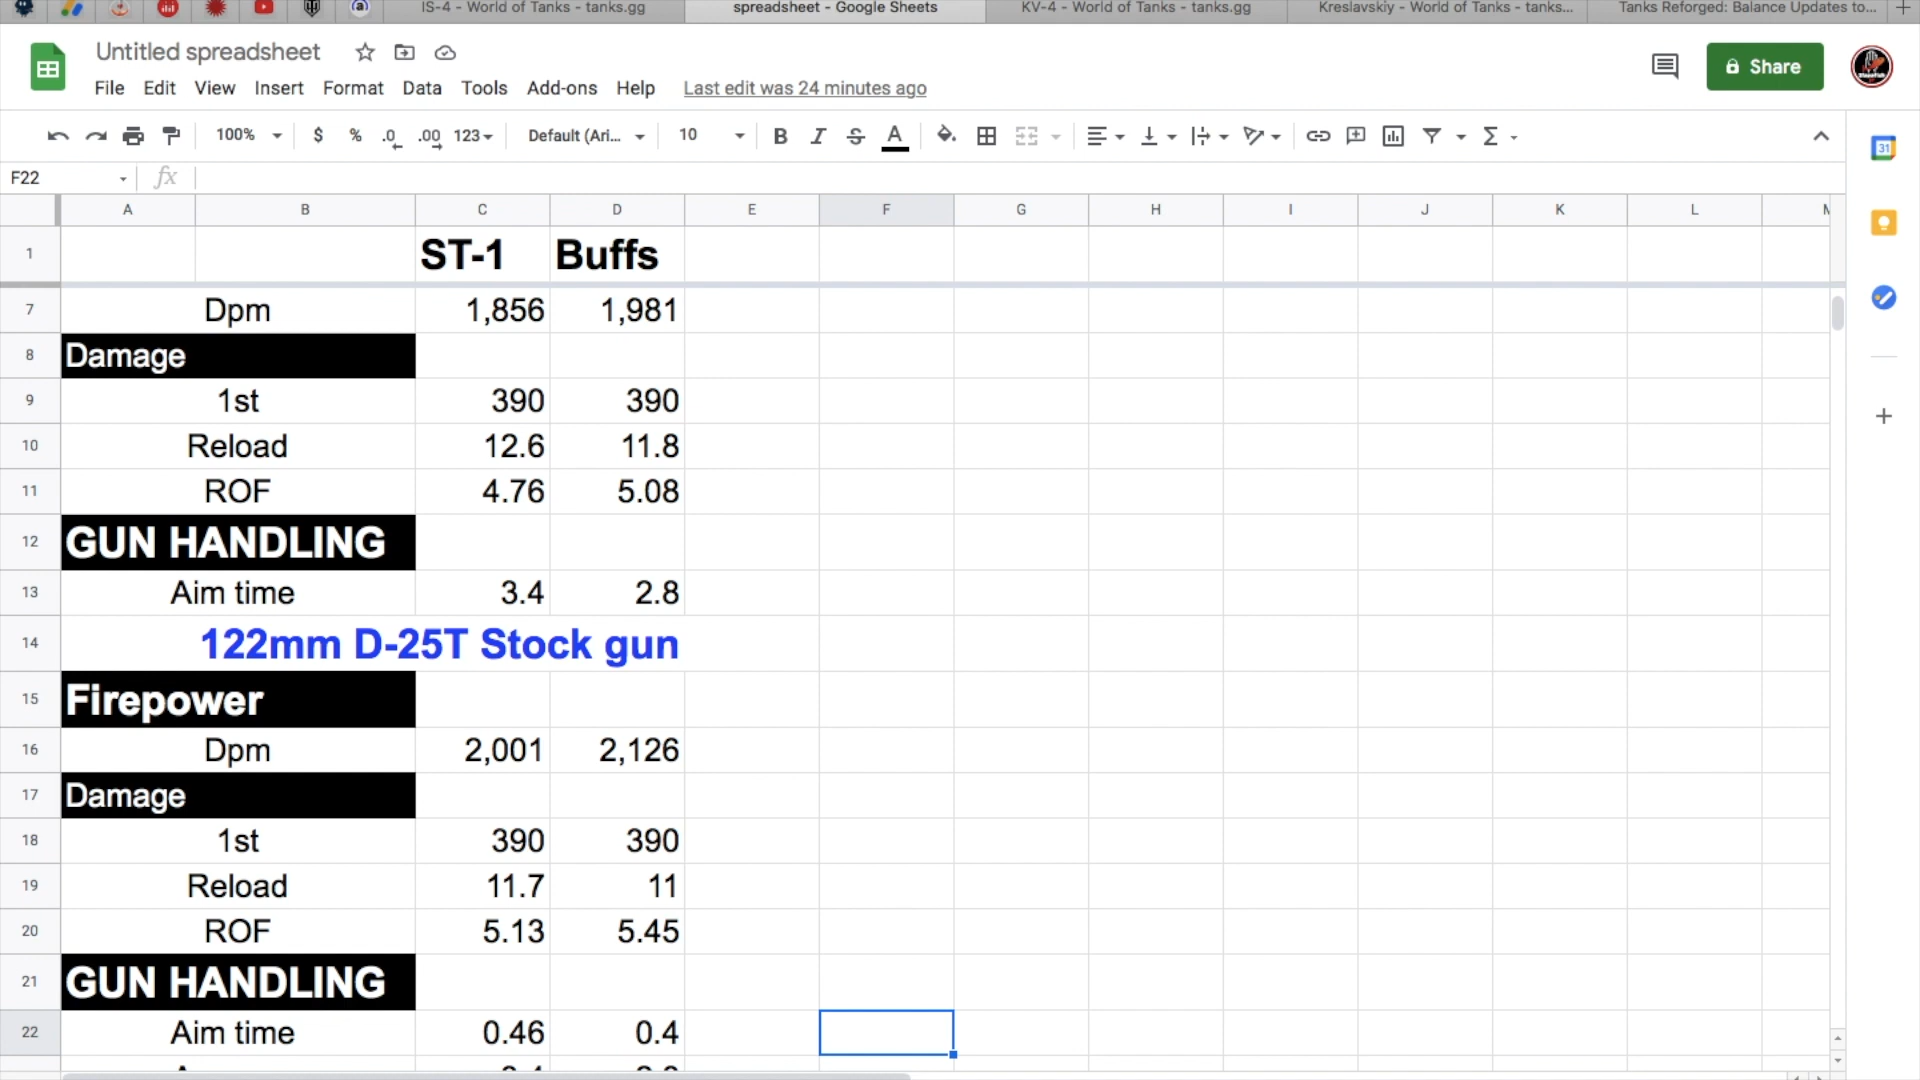 IS-4 - World of Tanks - tanks.gg
spreadsheet - Google Sheets
KV-4 - World of Tanks - tanks.gg
Kreslavskiy - World of Tanks - tanks...
Tanks Reforged: Balance Updates to...
Untitled spreadsheet
File Edit View Insert Format Data Tools Add-ons Help Last edit was 24 minutes ago
Share
100% $ % .0 .00 123 Default (Ari... 10 B I S A
31
F22 fx
A B C D E F G H I J K L
1 ST-1 Buffs
7 Dpm 1,856 1,981
8 Damage
9 1st 390 390
10 Reload 12.6 11.8
11 ROF 4.76 5.08
12 GUN HANDLING
13 Aim time 3.4 2.8
14 122mm D-25T Stock gun
15 Firepower
16 Dpm 2,001 2,126
17 Damage
18 1st 390 390
19 Reload 11.7 11
20 ROF 5.13 5.45
21 GUN HANDLING
22 Aim time 0.46 0.4